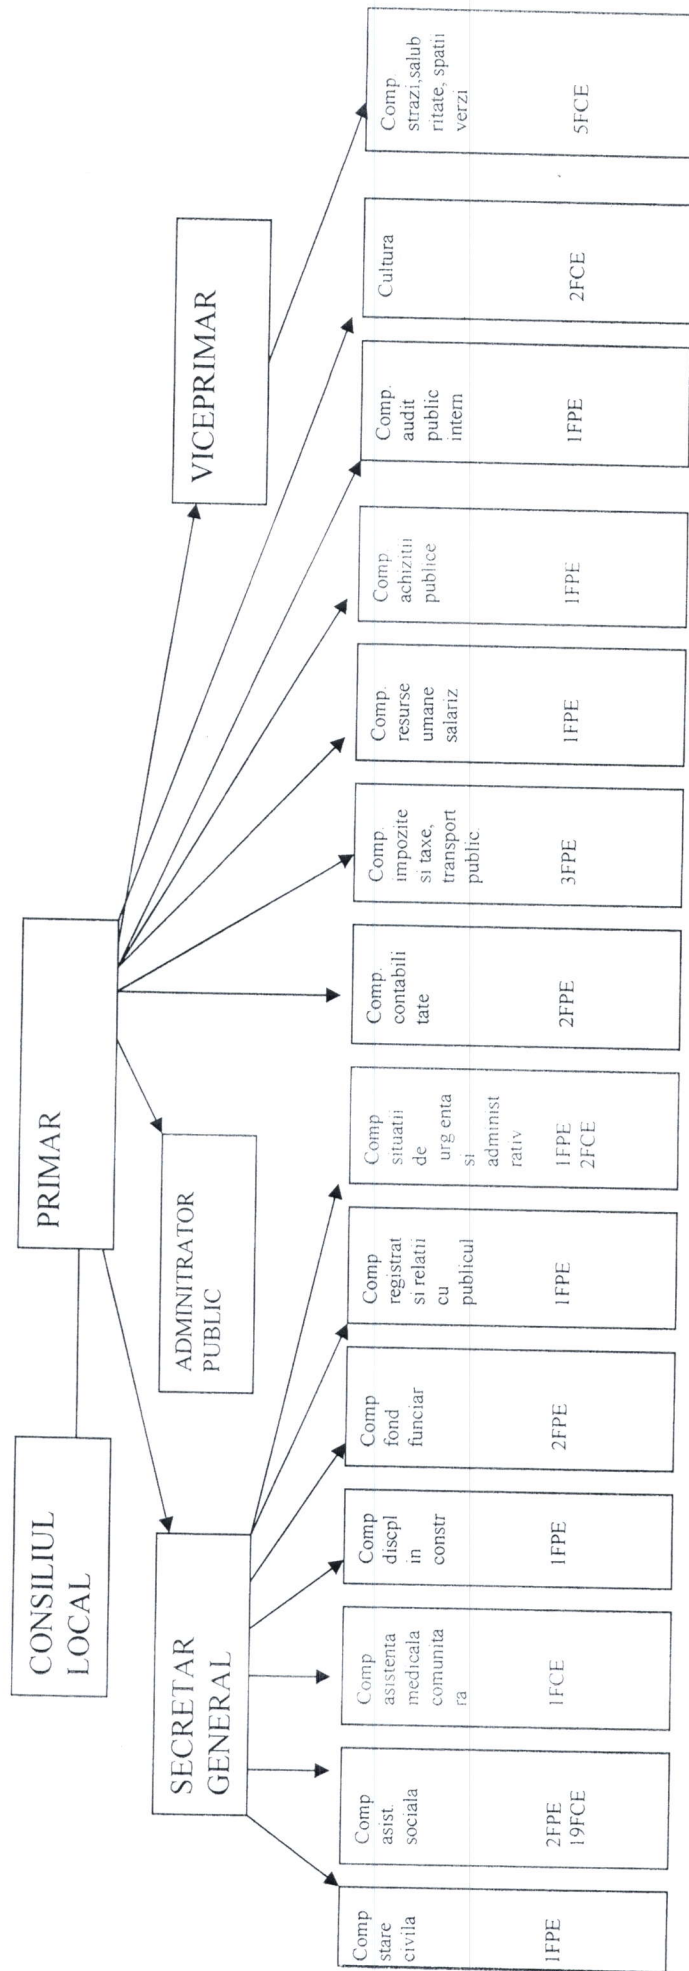 CONSILIUL
LOCAL
PRIMAR
SECRETAR
GENERAL
ADMINITRATOR
PUBLIC
VICEPRIMAR
Comp
stare
civila
1FPE
Comp
asist.
sociala
2FPE
19FCE
Comp
asistenta
medicala
comunita
ra
1FCE
Comp
discpl
in
constr
1FPE
Comp
fond
funciar
2FPE
Comp
registrat
si relatii
cu
publicul
1FPE
Comp
situatii
de
urg enta
si
administ
rativ
1FPE
2FCE
Comp.
contabili
tate
2FPE
Comp.
impozite
si taxe,
transport
public.
3FPE
Comp.
resurse
umane
salariz
1FPE
Comp
achizitii
publice
1FPE
Comp.
audit
public
intern
1FPE
Cultura
2FCE
Comp
strazi,salub
ritate, spatii
verzi
5FCE